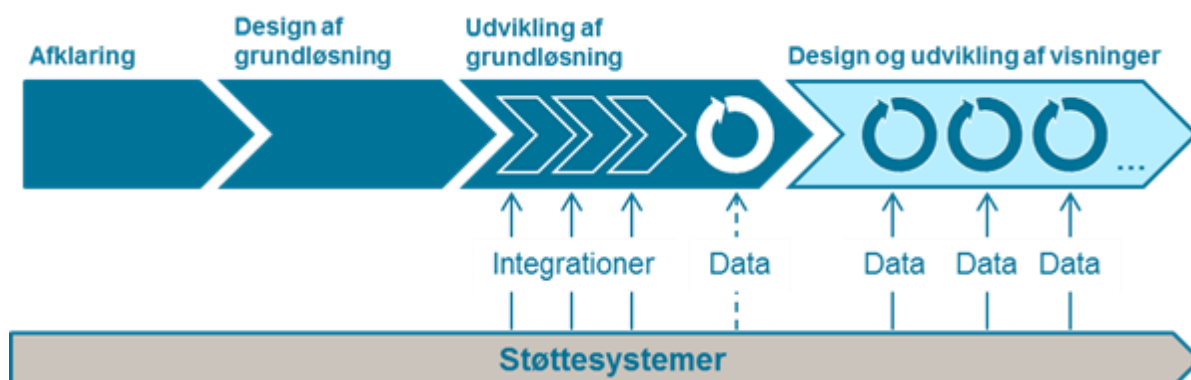 Afklaring
Design af
grundløsning
Udvikling af
grundløsning
Design og udvikling af visninger
...
Integrationer
Data
Data
Data
Data
Støttesystemer